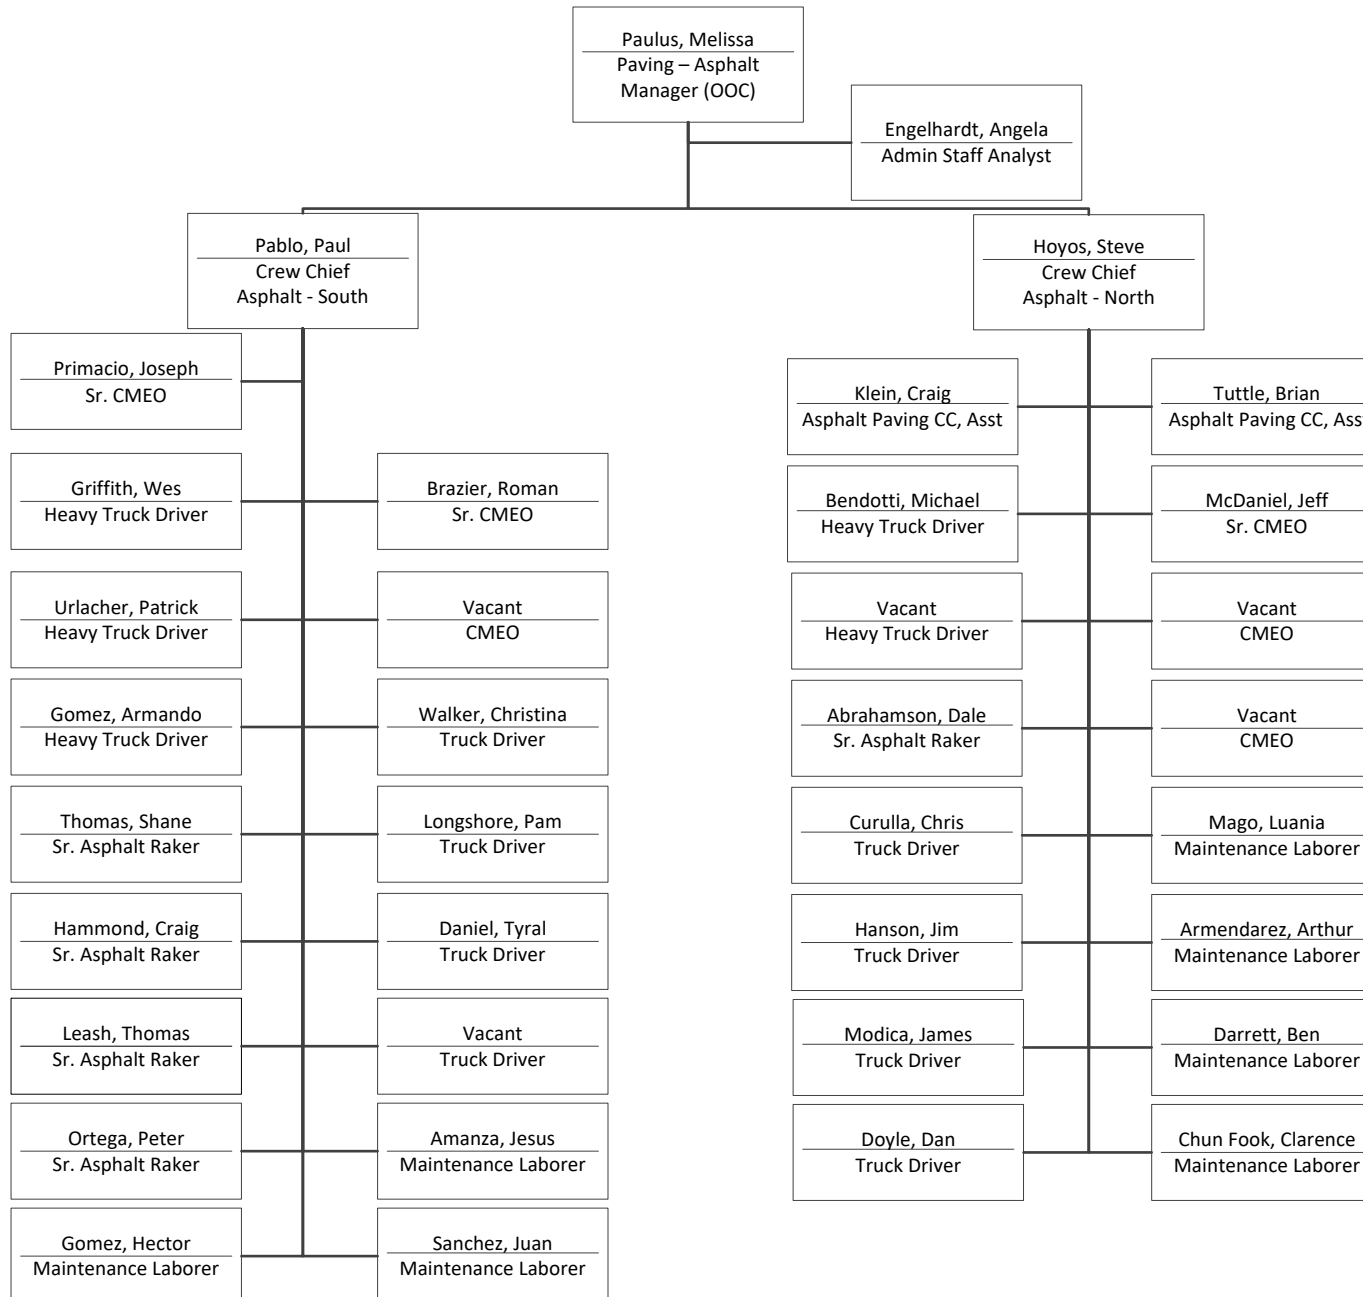 Paulus, Melissa
Paving – Asphalt
Manager (OOC)
Engelhardt, Angela
Admin Staff Analyst
Pablo, Paul
Crew Chief
Asphalt - South
Hoyos, Steve
Crew Chief
Asphalt - North
Primacio, Joseph
Sr. CMEO
Griffith, Wes
Heavy Truck Driver
Brazier, Roman
Sr. CMEO
Urlacher, Patrick
Heavy Truck Driver
Vacant
CMEO
Gomez, Armando
Heavy Truck Driver
Walker, Christina
Truck Driver
Thomas, Shane
Sr. Asphalt Raker
Longshore, Pam
Truck Driver
Hammond, Craig
Sr. Asphalt Raker
Daniel, Tyral
Truck Driver
Leash, Thomas
Sr. Asphalt Raker
Vacant
Truck Driver
Ortega, Peter
Sr. Asphalt Raker
Amanza, Jesus
Maintenance Laborer
Gomez, Hector
Maintenance Laborer
Sanchez, Juan
Maintenance Laborer
Klein, Craig
Asphalt Paving CC, Asst
Tuttle, Brian
Asphalt Paving CC, Asst
Bendotti, Michael
Heavy Truck Driver
McDaniel, Jeff
Sr. CMEO
Vacant
Heavy Truck Driver
Vacant
CMEO
Abrahamson, Dale
Sr. Asphalt Raker
Vacant
CMEO
Curulla, Chris
Truck Driver
Mago, Luania
Maintenance Laborer
Hanson, Jim
Truck Driver
Armendarez, Arthur
Maintenance Laborer
Modica, James
Truck Driver
Darrett, Ben
Maintenance Laborer
Doyle, Dan
Truck Driver
Chun Fook, Clarence
Maintenance Laborer